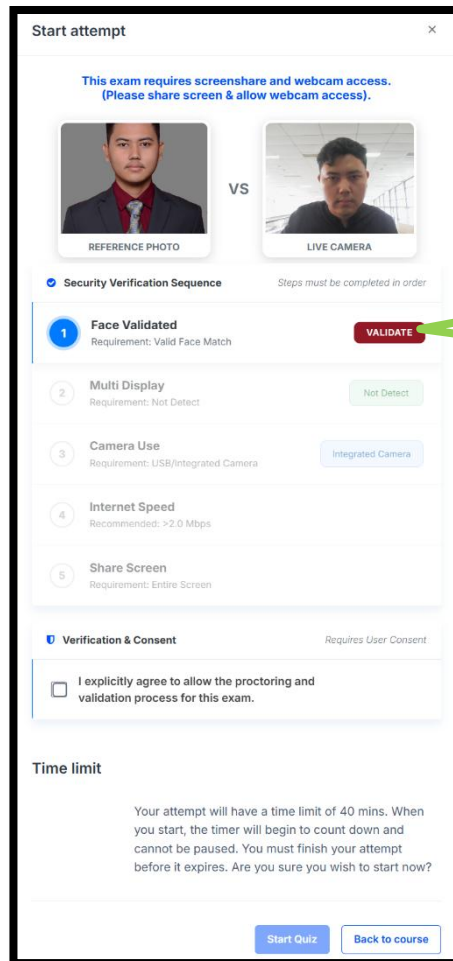 Start attempt
×
This exam requires screenshare and webcam access.
(Please share screen & allow webcam access).
VS
REFERENCE PHOTO
LIVE CAMERA
Security Verification Sequence
Steps must be completed in order
1
Face Validated
Requirement: Valid Face Match
VALIDATE
2
Multi Display
Requirement: Not Detect
Not Detect
3
Camera Use
Requirement: USB/Integrated Camera
Integrated Camera
4
Internet Speed
Recommended: >2.0 Mbps
5
Share Screen
Requirement: Entire Screen
Verification & Consent
Requires User Consent
I explicitly agree to allow the proctoring and
validation process for this exam.
Time limit
Your attempt will have a time limit of 40 mins. When
you start, the timer will begin to count down and
cannot be paused. You must finish your attempt
before it expires. Are you sure you wish to start now?
Start Quiz
Back to course